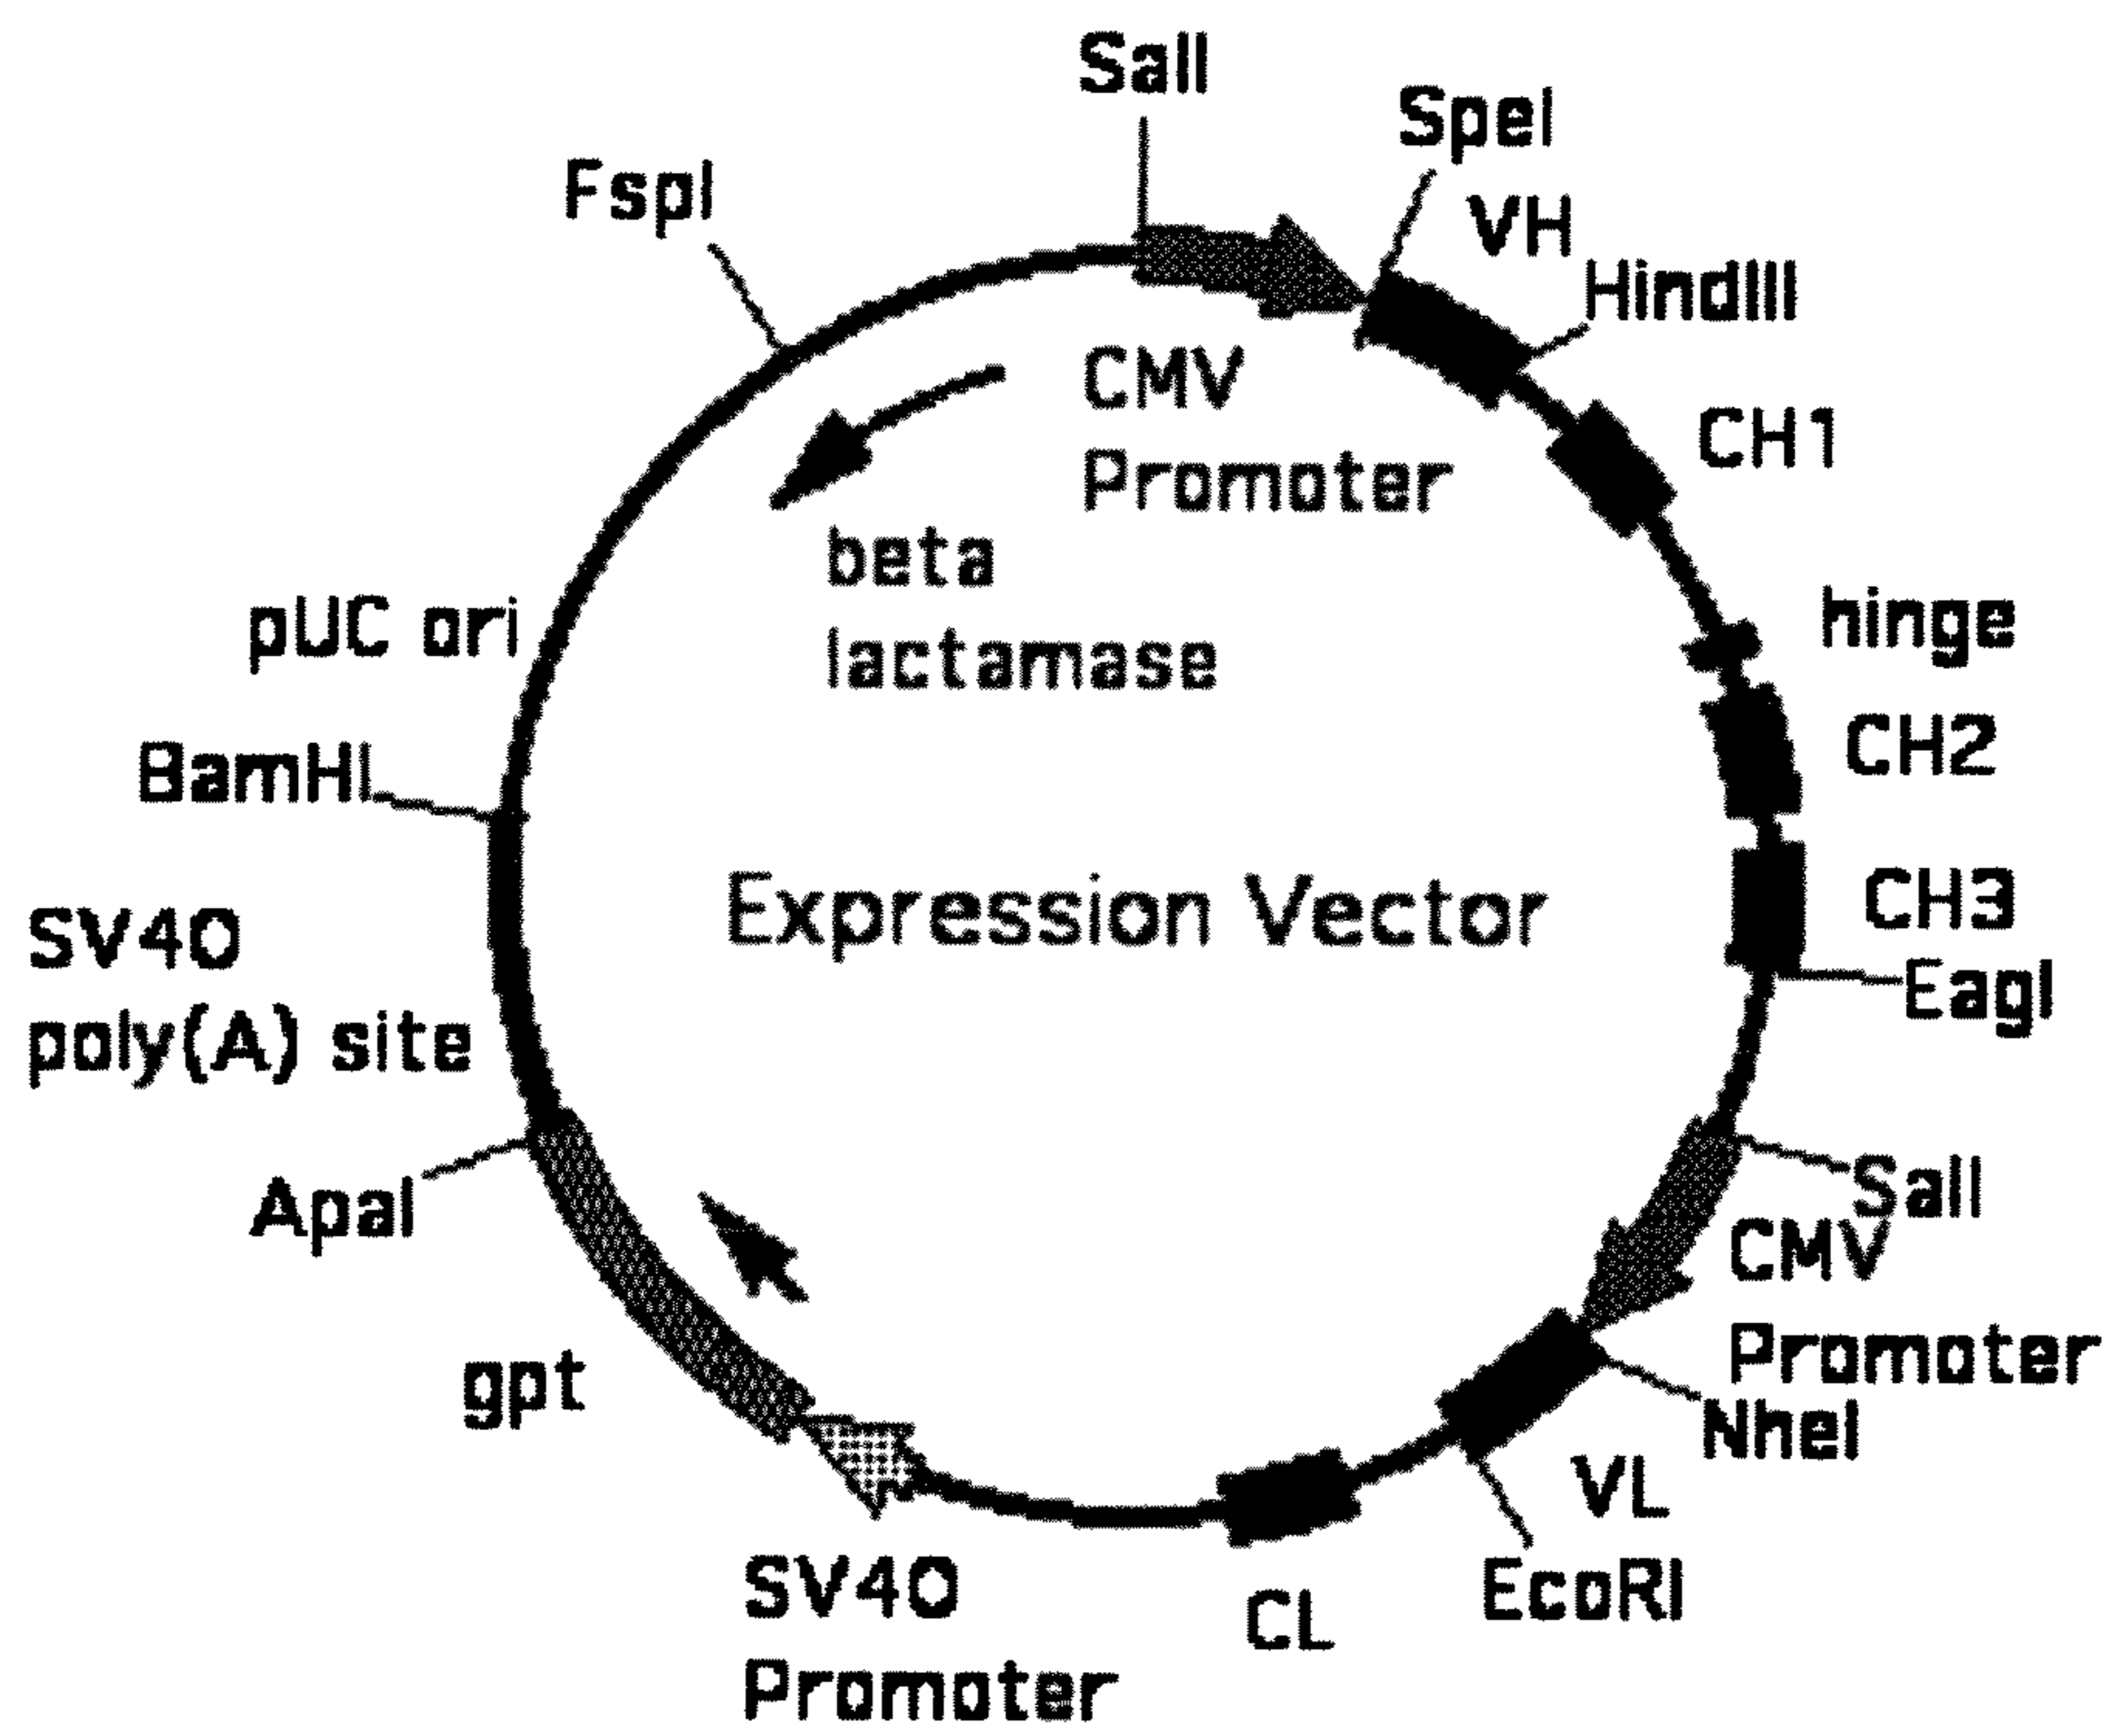 SalI
SpeI
FspI
VH
HindIII
CMV
Promoter
CH1
beta
lactamase
hinge
pUC ori
CH2
BamHI
Expression Vector
CH3
SV40
poly(A) site
EagI
SalI
ApaI
CMV
Promoter
gpt
NheI
VL
EcoRI
SV40
Promoter
CL